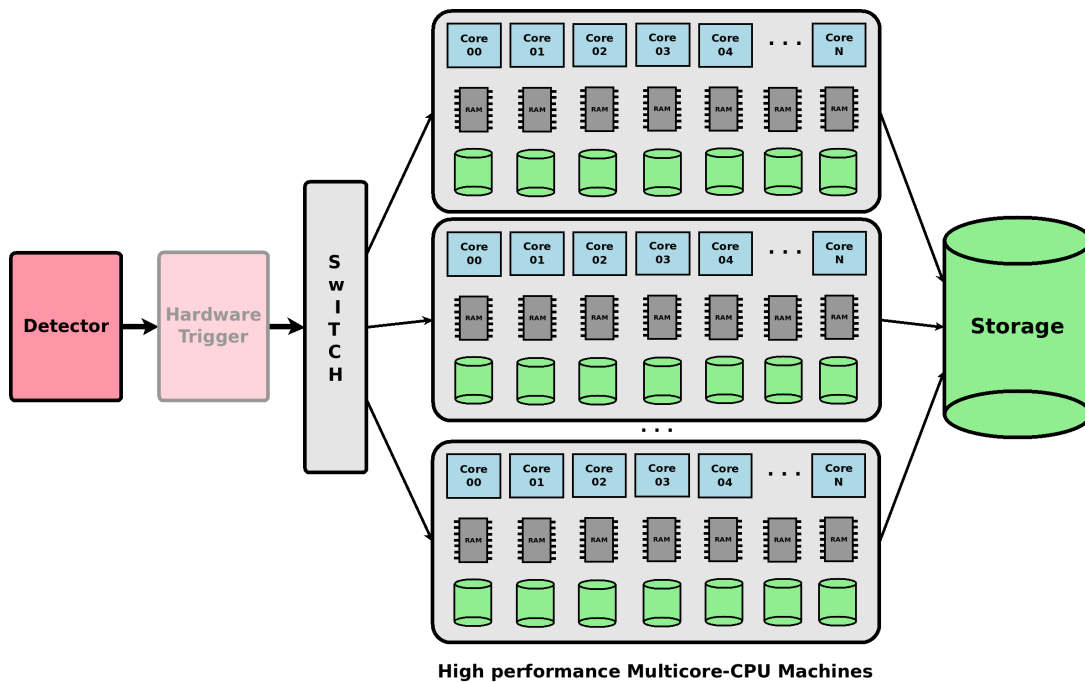 Core 00 Core 01 Core 02 Core 03 Core 04 . . . Core N
RAM RAM RAM RAM RAM RAM RAM
Detector
Hardware Trigger
SwITCH
Core 00 Core 01 Core 02 Core 03 Core 04 . . . Core N
RAM RAM RAM RAM RAM RAM RAM
Storage
. . .
Core 00 Core 01 Core 02 Core 03 Core 04 . . . Core N
RAM RAM RAM RAM RAM RAM RAM
High performance Multicore-CPU Machines